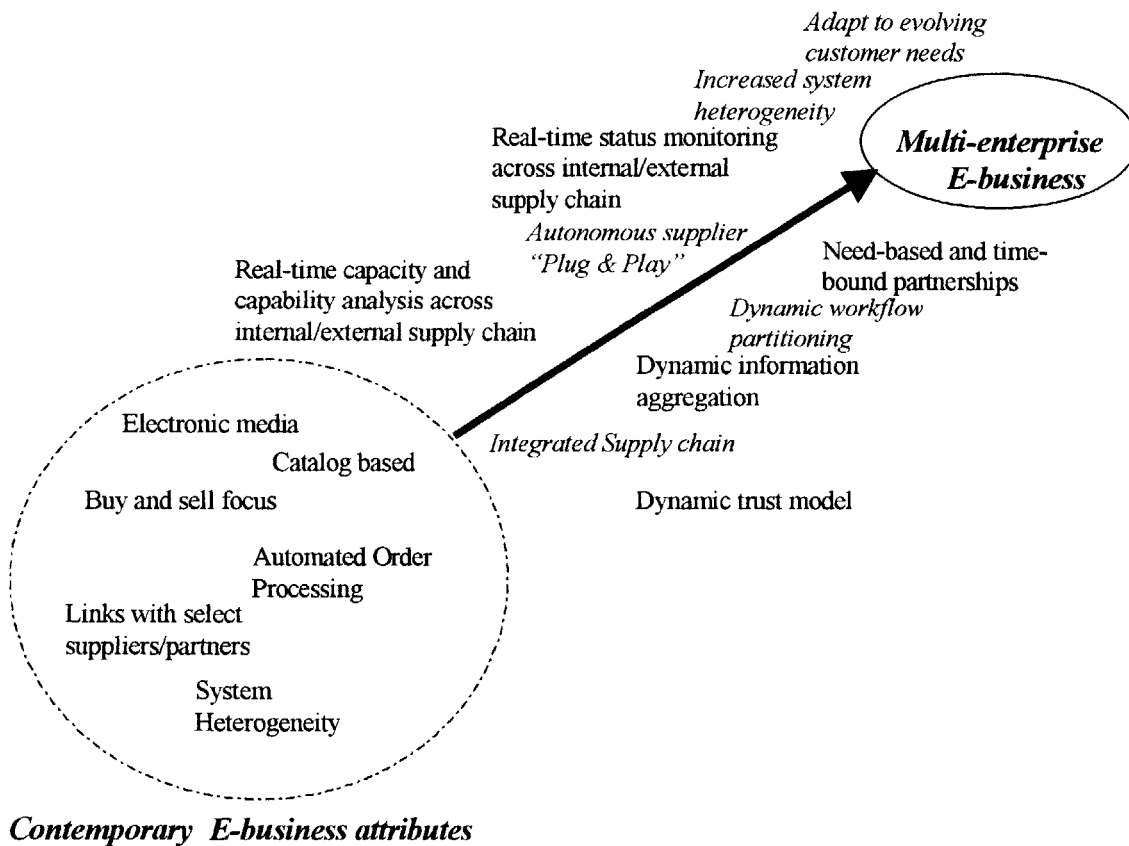 Adapt to evolving
customer needs
Increased system
heterogeneity
Multi-enterprise
E-business
Real-time status monitoring
across internal/external
supply chain
Autonomous supplier
“Plug & Play”
Need-based and time-
bound partnerships
Real-time capacity and
capability analysis across
internal/external supply chain
Dynamic workflow
partitioning
Dynamic information
aggregation
Integrated Supply chain
Dynamic trust model
Electronic media
Catalog based
Buy and sell focus
Automated Order
Processing
Links with select
suppliers/partners
System
Heterogeneity
Contemporary E-business attributes